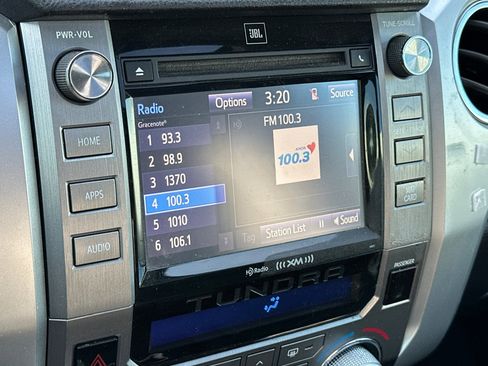 JBL
PWR•VOL
TUNE•SCROLL
Radio
Options
3:20
Source
Gracenote®
FM 100.3
1 93.3
2 98.9
3 1370
4 100.3
5 1010
6 106.1
100.3
Tag
Station List
Sound
HOME
APPS
AUDIO
MAP
CARD
HD Radio
((( XM )))
PASSENGER
TUNDRA